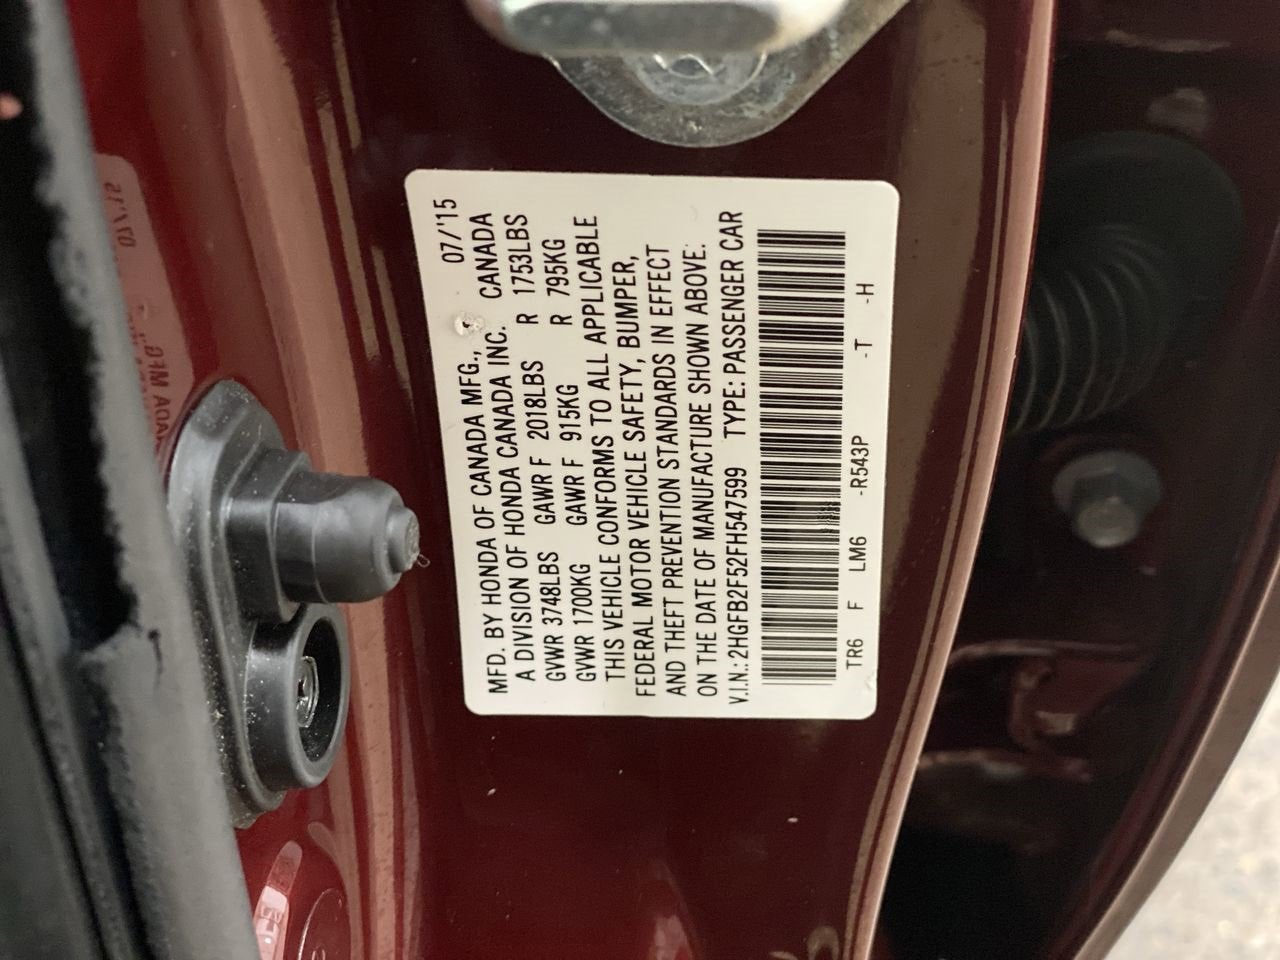 07/'15
MFD. BY HONDA OF CANADA MFG., CANADA
A DIVISION OF HONDA CANADA INC.
GVWR 3748LBS GAWR F 2018LBS R 1753LBS
GVWR 1700KG GAWR F 915KG R 795KG
THIS VEHICLE CONFORMS TO ALL APPLICABLE
FEDERAL MOTOR VEHICLE SAFETY, BUMPER,
AND THEFT PREVENTION STANDARDS IN EFFECT
ON THE DATE OF MANUFACTURE SHOWN ABOVE.
V.I.N.: 2HGFB2F52FH547599 TYPE: PASSENGER CAR
TR6 F LM6 -R543P -T -H